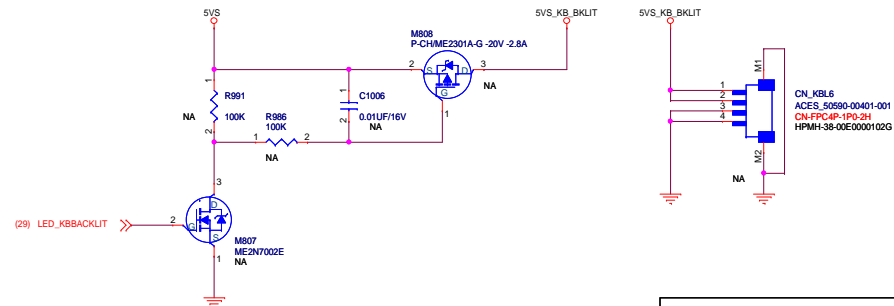 5VS
5VS_KB_BKLIT
5VS_KB_BKLIT
M808
P-CH/ME2301A-G -20V -2.8A
2
S
D
3
G
NA
1
1
R991
100K
NA
2
1
C1006
0.01UF/16V
2
NA
R986
100K
1
2
NA
3
D
(29) LED_KBBACKLIT
2
G
S
M807
ME2N7002E
NA
1
M1
1
2
3
4
CN_KBL6
ACES_50590-00401-001
CN-FPC4P-1P0-2H
HPMH-38-00E0000102G
M2
NA